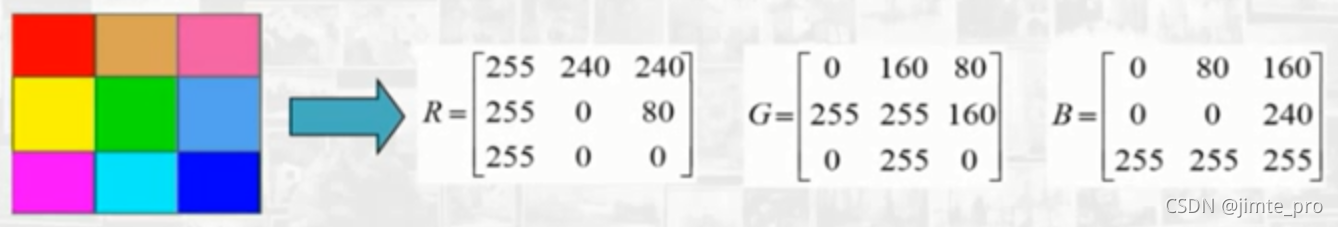 R = [255 240 240
255 0 80
255 0 0]
G = [0 160 80
255 255 160
0 255 0]
B = [0 80 160
0 0 240
255 255 255]
CSDN @jimte_pro